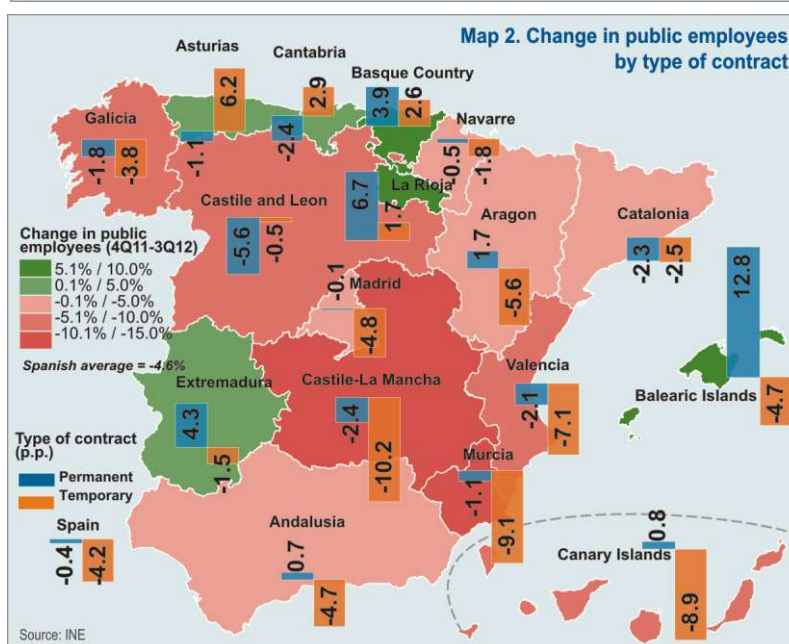 Map 2. Change in public employees
by type of contract
Asturias
6.2
-1.1
Cantabria
2.9
-2.4
Basque Country
3.9
2.6
Navarre
-0.5
-1.8
Galicia
-1.8
-3.8
Castile and Leon
-5.6
-0.5
La Rioja
6.7
1.7
Aragon
1.7
-5.6
Catalonia
-2.3
-2.5
Change in public
employees (4Q11-3Q12)
5.1% / 10.0%
0.1% / 5.0%
-0.1% / -5.0%
-5.1% / -10.0%
-10.1% / -15.0%
Spanish average = -4.6%
Madrid
-0.1
-4.8
12.8
Balearic Islands
-4.7
Extremadura
4.3
-1.5
Castile-La Mancha
-2.4
-10.2
Valencia
-2.1
-7.1
Type of contract
(p.p.)
Permanent
Temporary
Murcia
-1.1
-9.1
Spain
-0.4
-4.2
Andalusia
0.7
-4.7
Canary Islands
0.8
-8.9
Source: INE